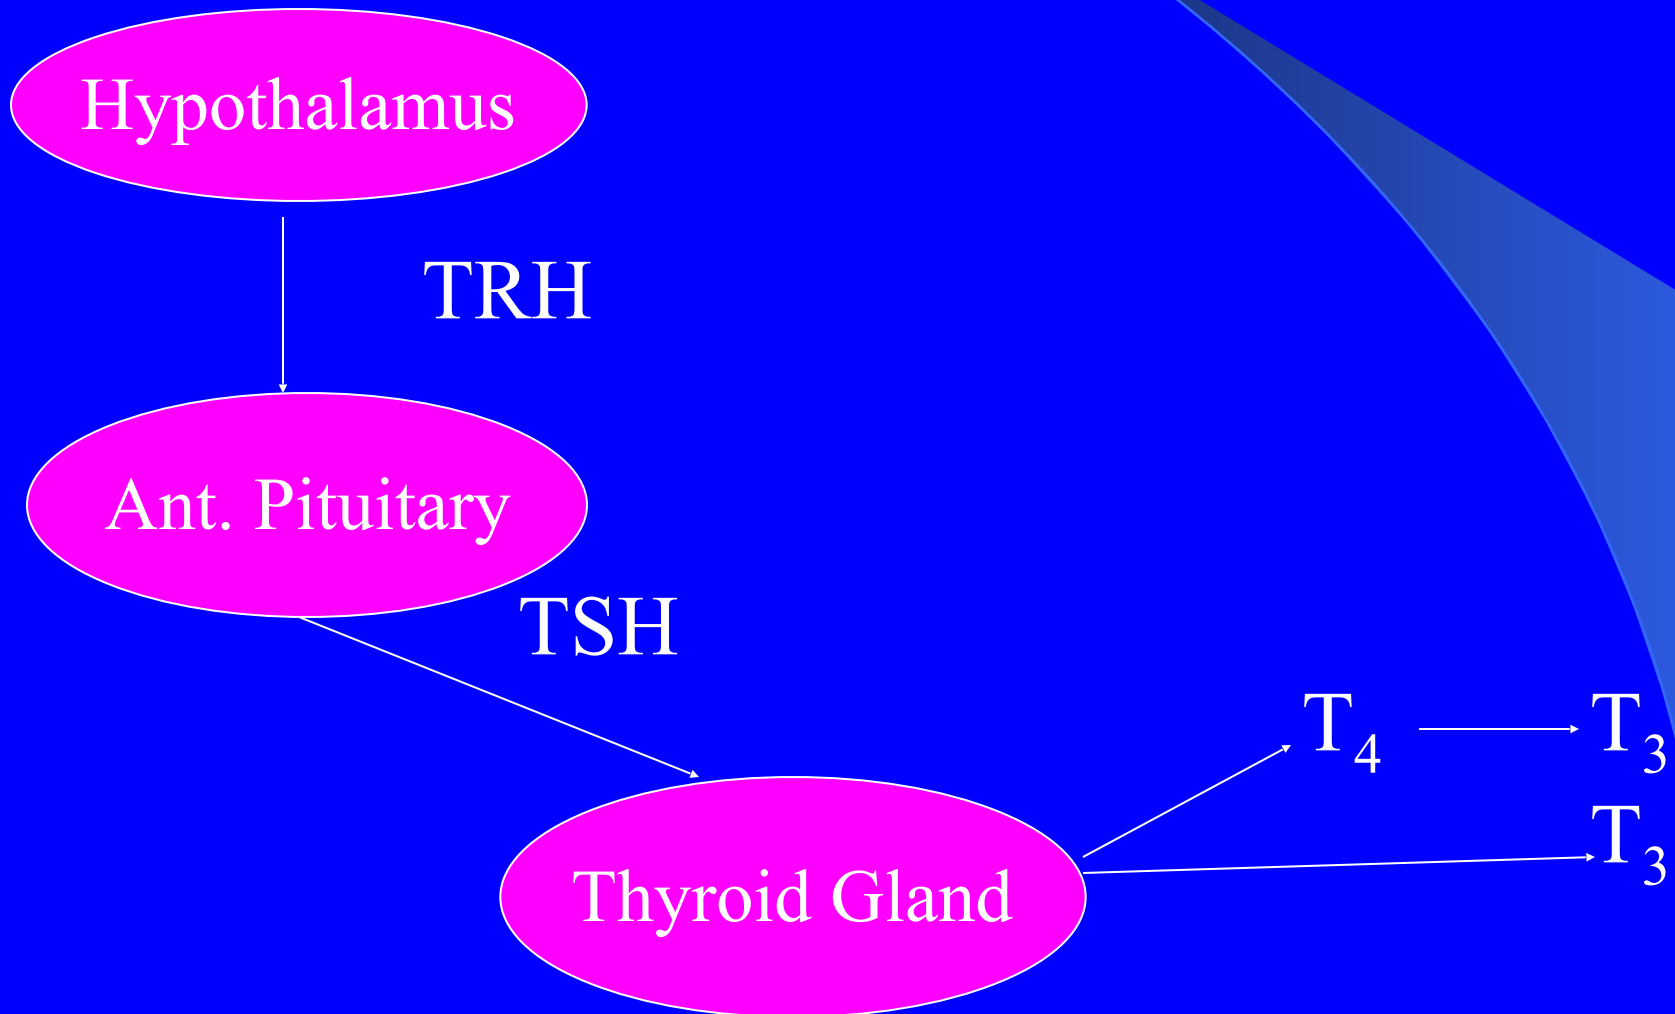 Hypothalamus
TRH
Ant. Pituitary
TSH
T₄ T₃
T₃
Thyroid Gland